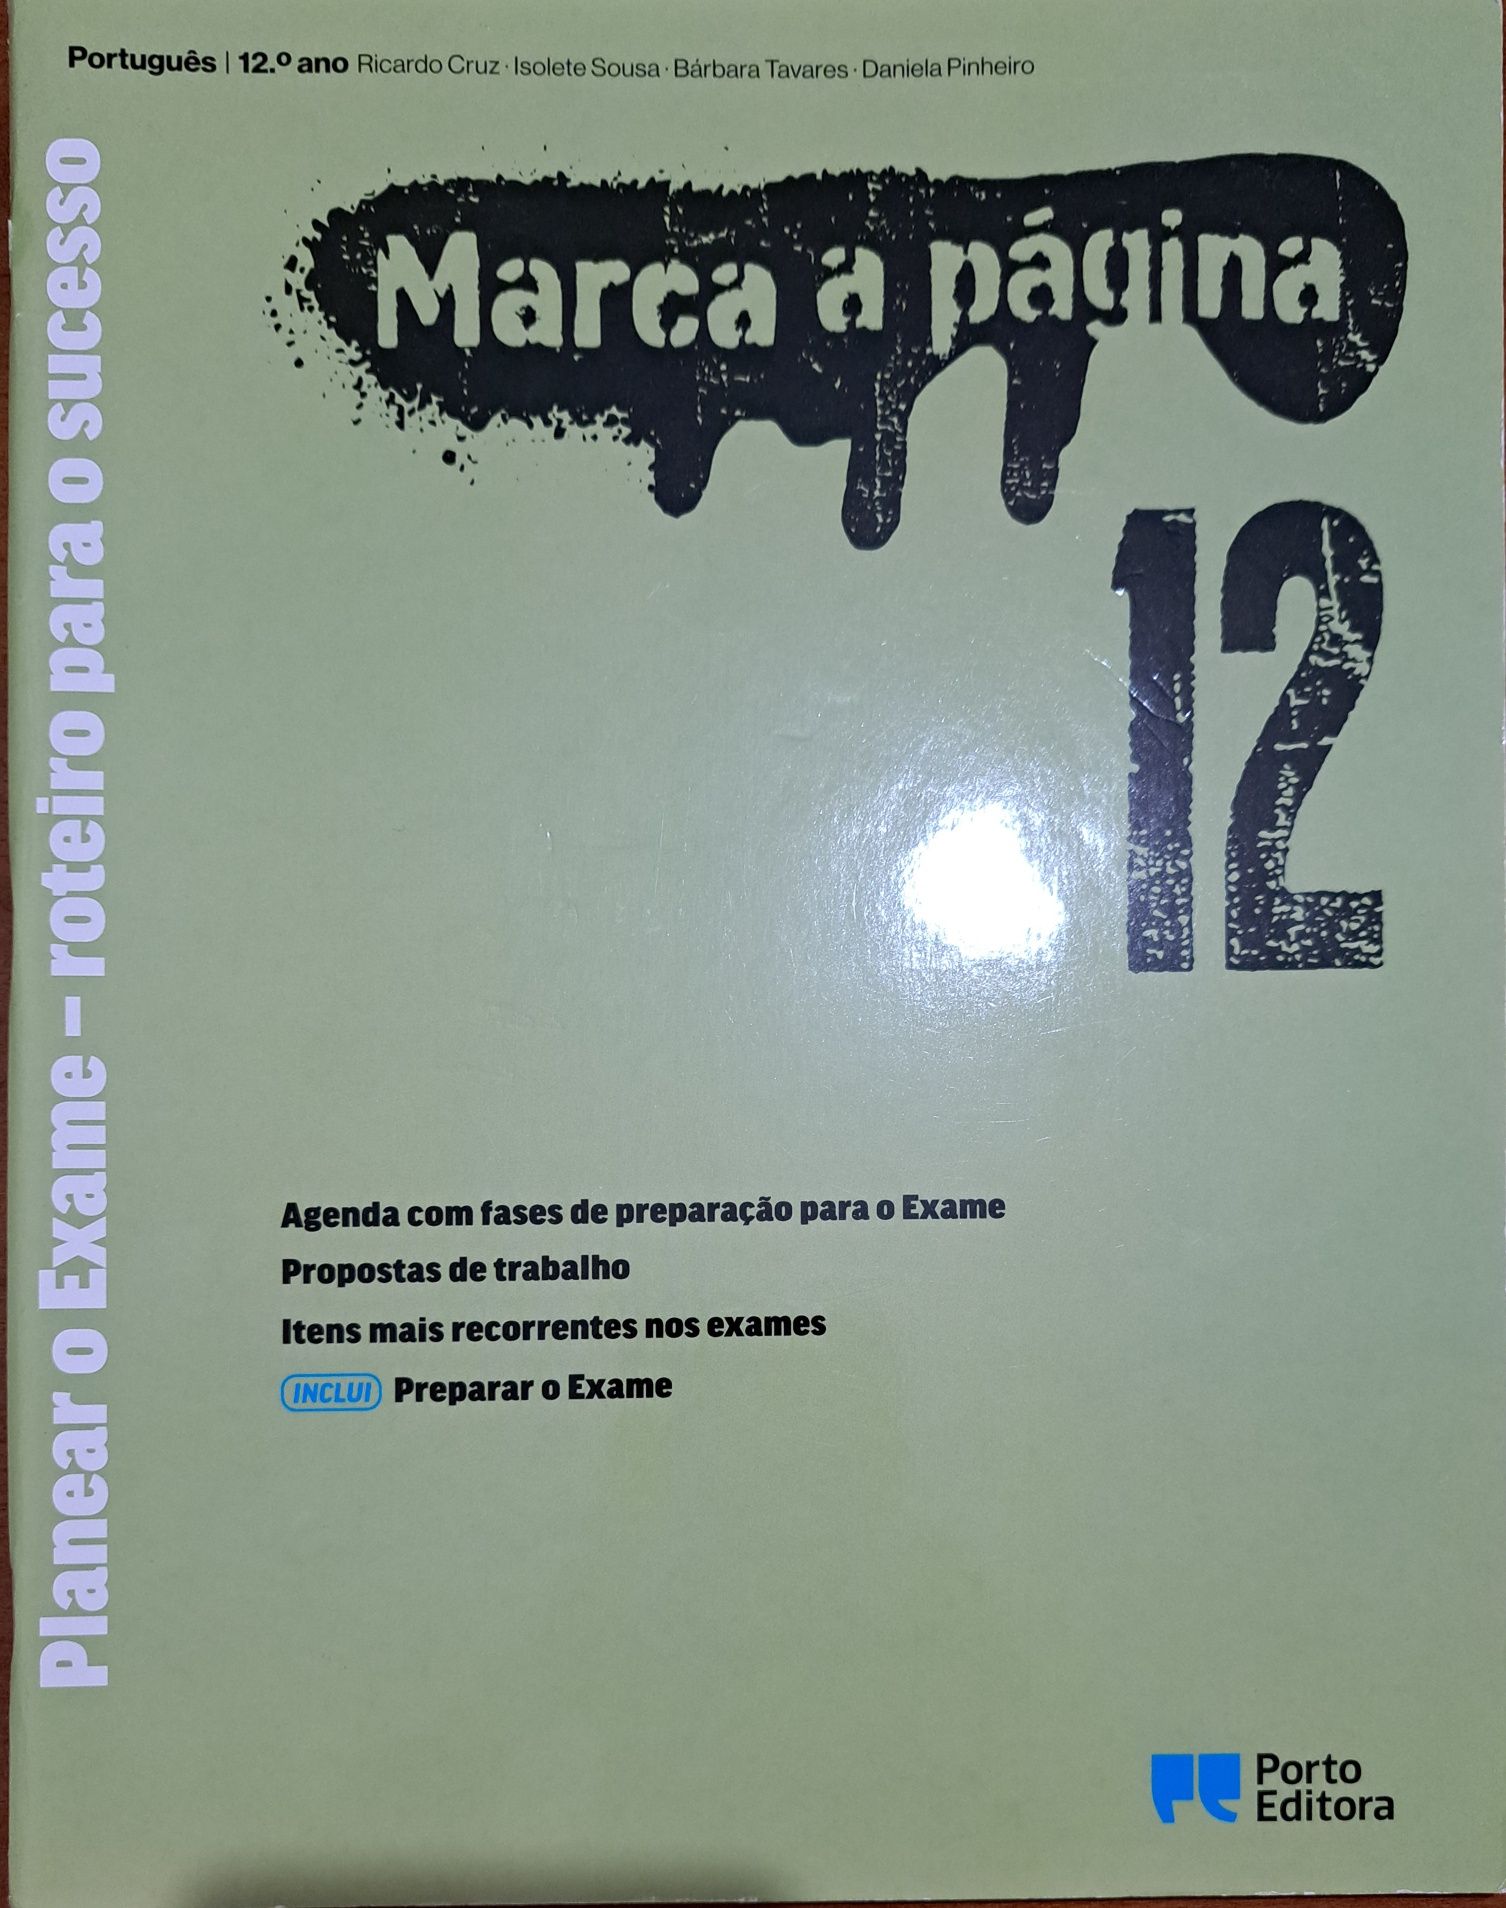 Português | 12.º ano Ricardo Cruz · Isolete Sousa · Bárbara Tavares · Daniela Pinheiro
Planear o Exame – roteiro para o sucesso
Marca a página
12
Agenda com fases de preparação para o Exame
Propostas de trabalho
Itens mais recorrentes nos exames
INCLUI Preparar o Exame
Porto
Editora